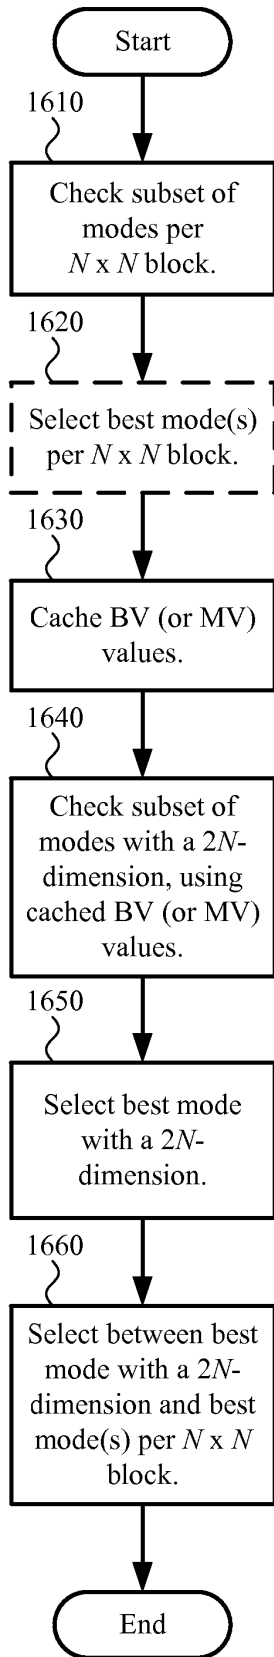 Start
1610
Check subset of
modes per
N x N block.
1620
Select best mode(s)
per N x N block.
1630
Cache BV (or MV)
values.
1640
Check subset of
modes with a 2N-
dimension, using
cached BV (or MV)
values.
1650
Select best mode
with a 2N-
dimension.
1660
Select between best
mode with a 2N-
dimension and best
mode(s) per N x N
block.
End